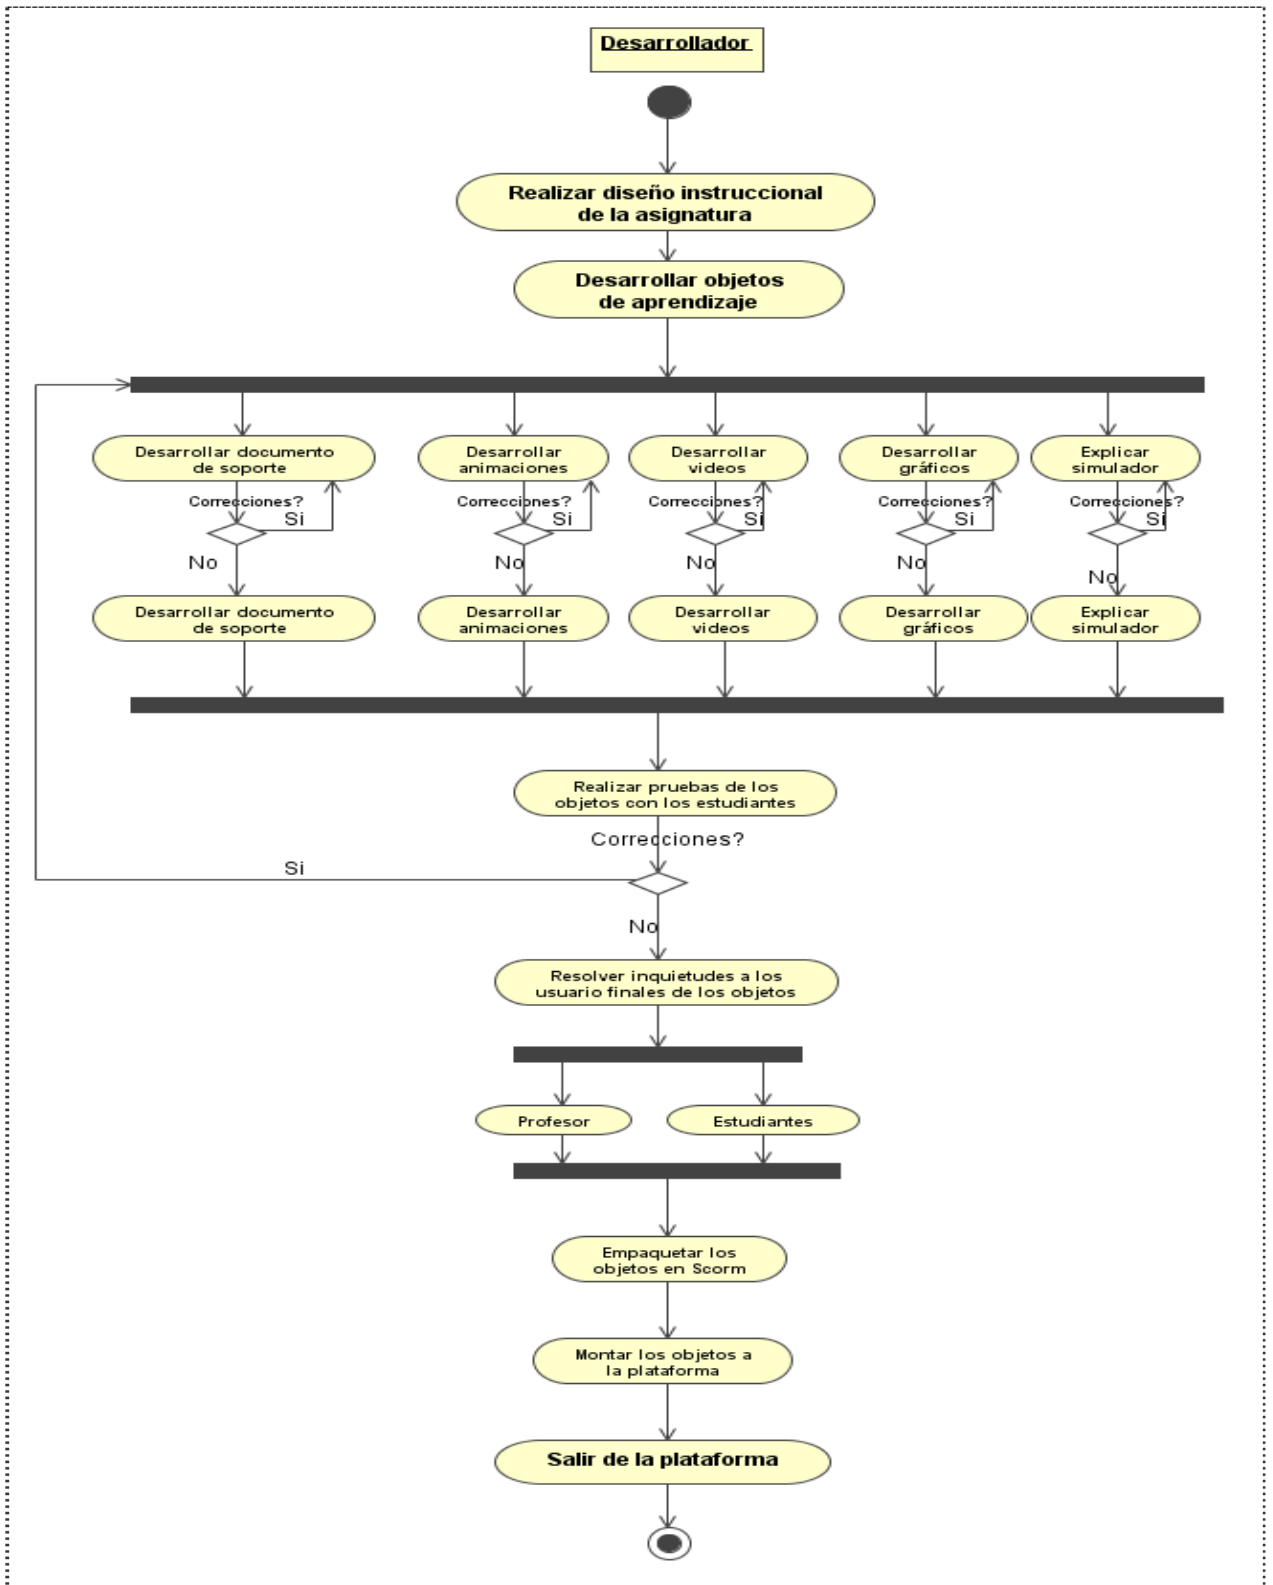 Desarrollador
Realizar diseño instruccional
de la asignatura
Desarrollar objetos
de aprendizaje
Desarrollar documento
de soporte
Desarrollar
animaciones
Desarrollar
videos
Desarrollar
gráficos
Explicar
simulador
Correcciones?
Si
No
Correcciones?
Si
No
Correcciones?
Si
No
Correcciones?
Si
No
Correcciones?
Si
No
Desarrollar documento
de soporte
Desarrollar
animaciones
Desarrollar
videos
Desarrollar
gráficos
Explicar
simulador
Realizar pruebas de los
objetos con los estudiantes
Correcciones?
Si
No
Resolver inquietudes a los
usuario finales de los objetos
Profesor
Estudiantes
Empaquetar los
objetos en Scorm
Montar los objetos a
la plataforma
Salir de la plataforma